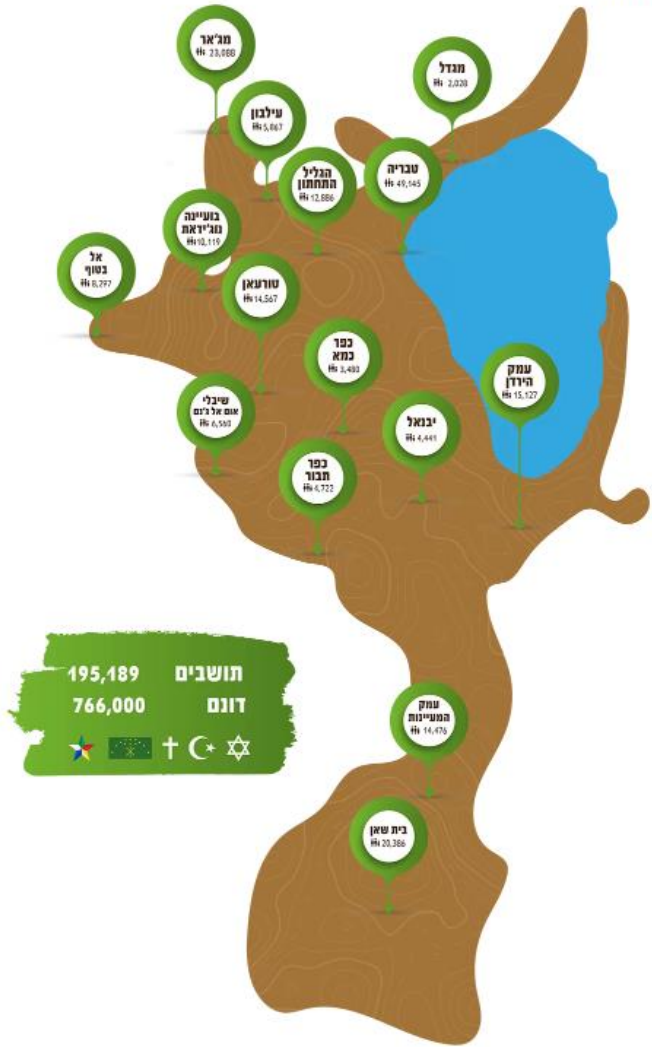 מג'אר
23,088
מגדל
2,028
עילבון
5,867
הגליל
התחתון
12,886
טבריה
49,145
בועיינה
נוג'ידאת
10,119
אל
בטוף
8,297
טורעאן
14,567
כפר
כמא
3,480
עמק
הירדן
15,127
שיבלי
אום אל ג'נם
6,560
יבנאל
4,441
כפר
תבור
4,722
תושבים 195,189
דונם 766,000
עמק
המעיינות
14,476
בית שאן
20,386